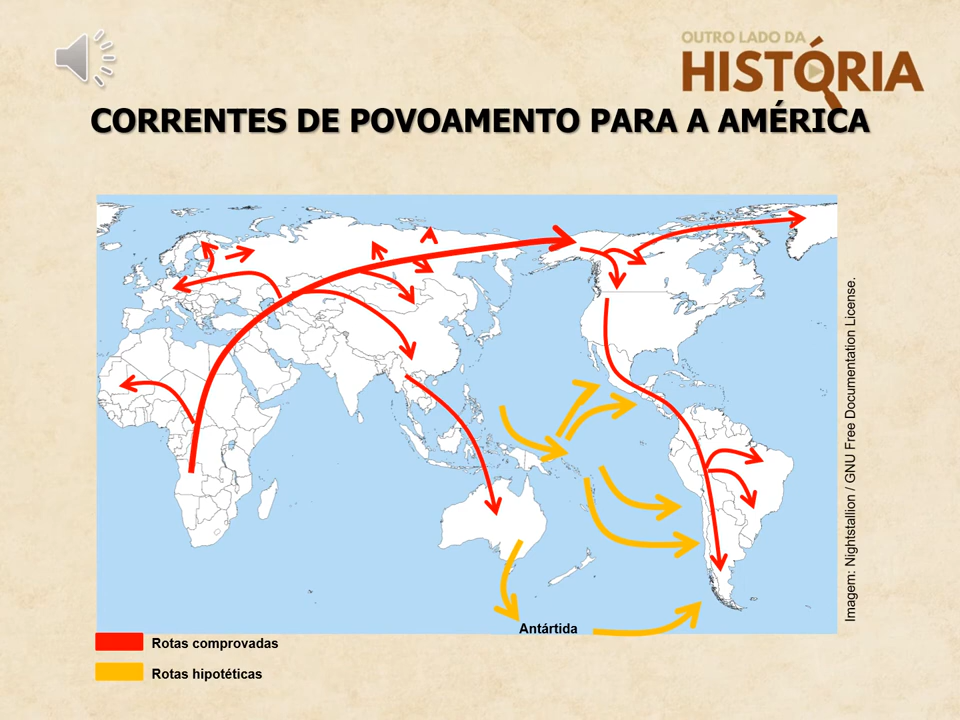 OUTRO LADO DA
HISTÓRIA
CORRENTES DE POVOAMENTO PARA A AMÉRICA
Imagem: Nightstallion / GNU Free Documentation License.
Antártida
Rotas comprovadas
Rotas hipotéticas